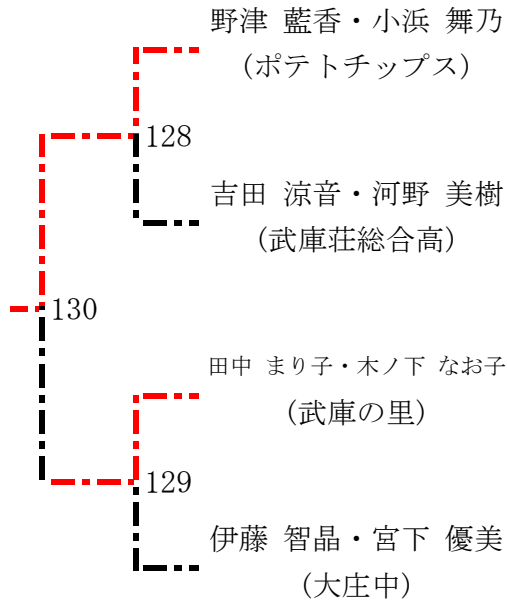 野津 藍香・小浜 舞乃
(ポテトチップス)
128
吉田 涼音・河野 美樹
(武庫荘総合高)
130
田中 まり子・木ノ下 なお子
(武庫の里)
129
伊藤 智晶・宮下 優美
(大庄中)